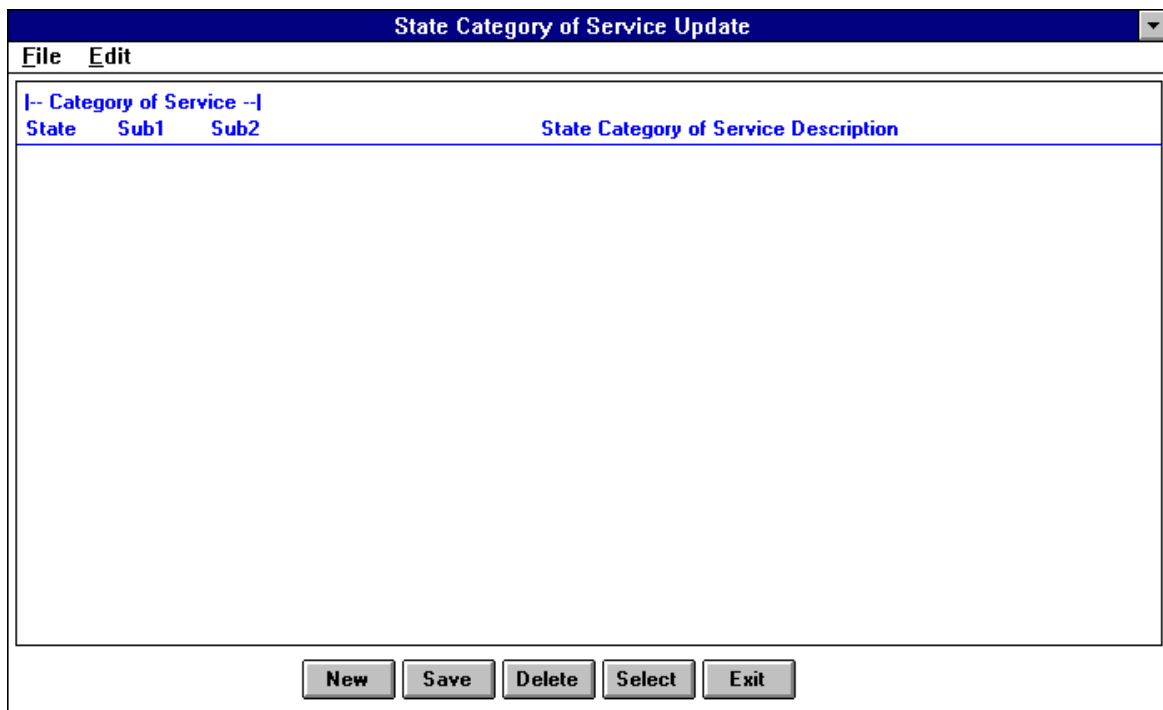 State Category of Service Update
File Edit
|-- Category of Service --|
State Sub1 Sub2 State Category of Service Description
New Save Delete Select Exit